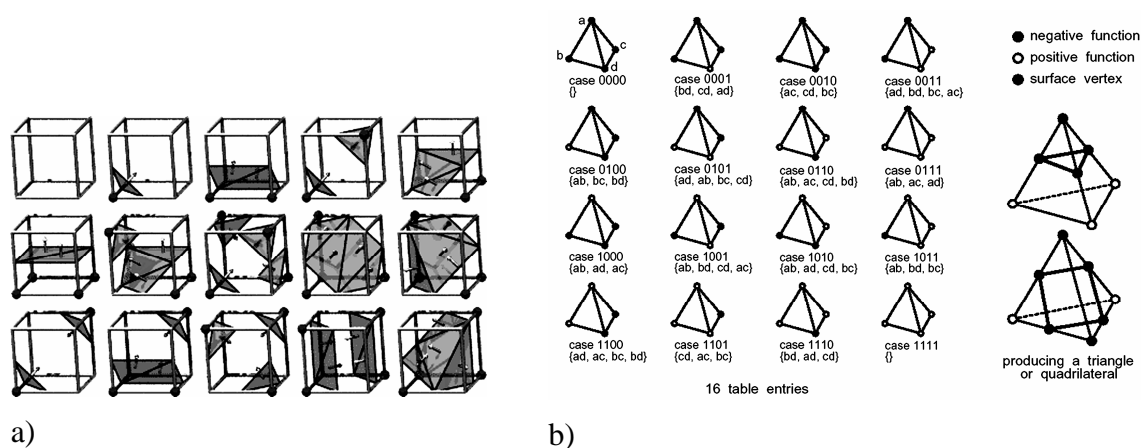 a
b
c
d
case 0000
{}
case 0001
{bd, cd, ad}
case 0010
{ac, cd, bc}
case 0011
{ad, bd, bc, ac}
case 0100
{ab, bc, bd}
case 0101
{ad, ab, bc, cd}
case 0110
{ab, ac, cd, bd}
case 0111
{ab, ac, ad}
case 1000
{ab, ad, ac}
case 1001
{ab, bd, cd, ac}
case 1010
{ab, ad, cd, bc}
case 1011
{ab, bd, bc}
case 1100
{ad, ac, bc, bd}
case 1101
{cd, ac, bc}
case 1110
{bd, ad, cd}
case 1111
{}
16 table entries
negative function
positive function
surface vertex
producing a triangle
or quadrilateral
a)
b)